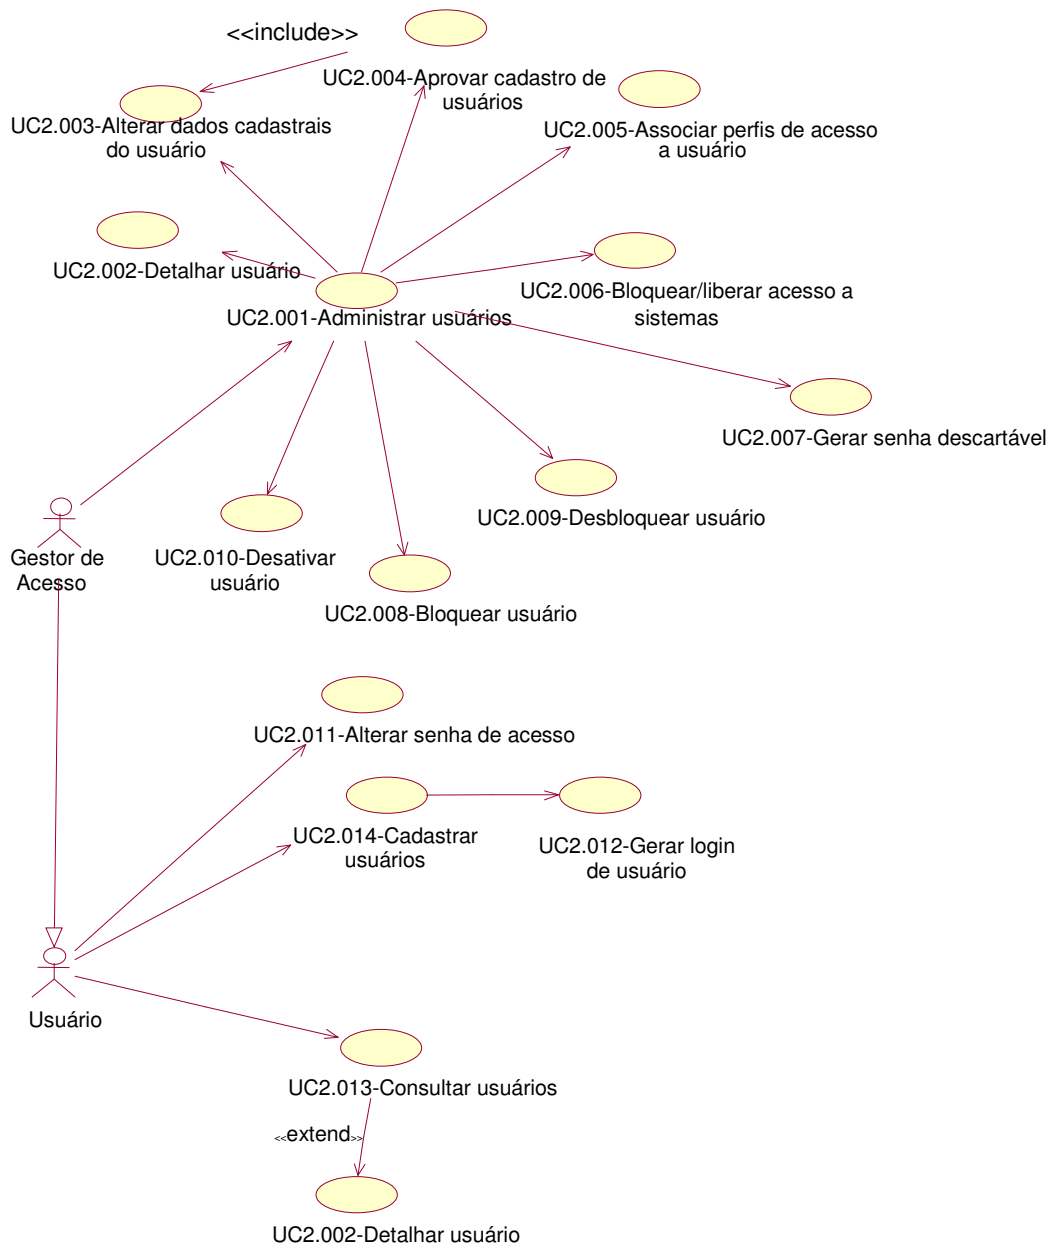 <<include>>
UC2.004-Aprovar cadastro de
usuários
UC2.003-Alterar dados cadastrais
do usuário
UC2.005-Associar perfis de acesso
a usuário
UC2.002-Detalhar usuário
UC2.006-Bloquear/liberar acesso a
sistemas
UC2.001-Administrar usuários
UC2.007-Gerar senha descartável
UC2.009-Desbloquear usuário
Gestor de
Acesso
UC2.010-Desativar
usuário
UC2.008-Bloquear usuário
UC2.011-Alterar senha de acesso
UC2.014-Cadastrar
usuários
UC2.012-Gerar login
de usuário
Usuário
UC2.013-Consultar usuários
<<extend>>
UC2.002-Detalhar usuário